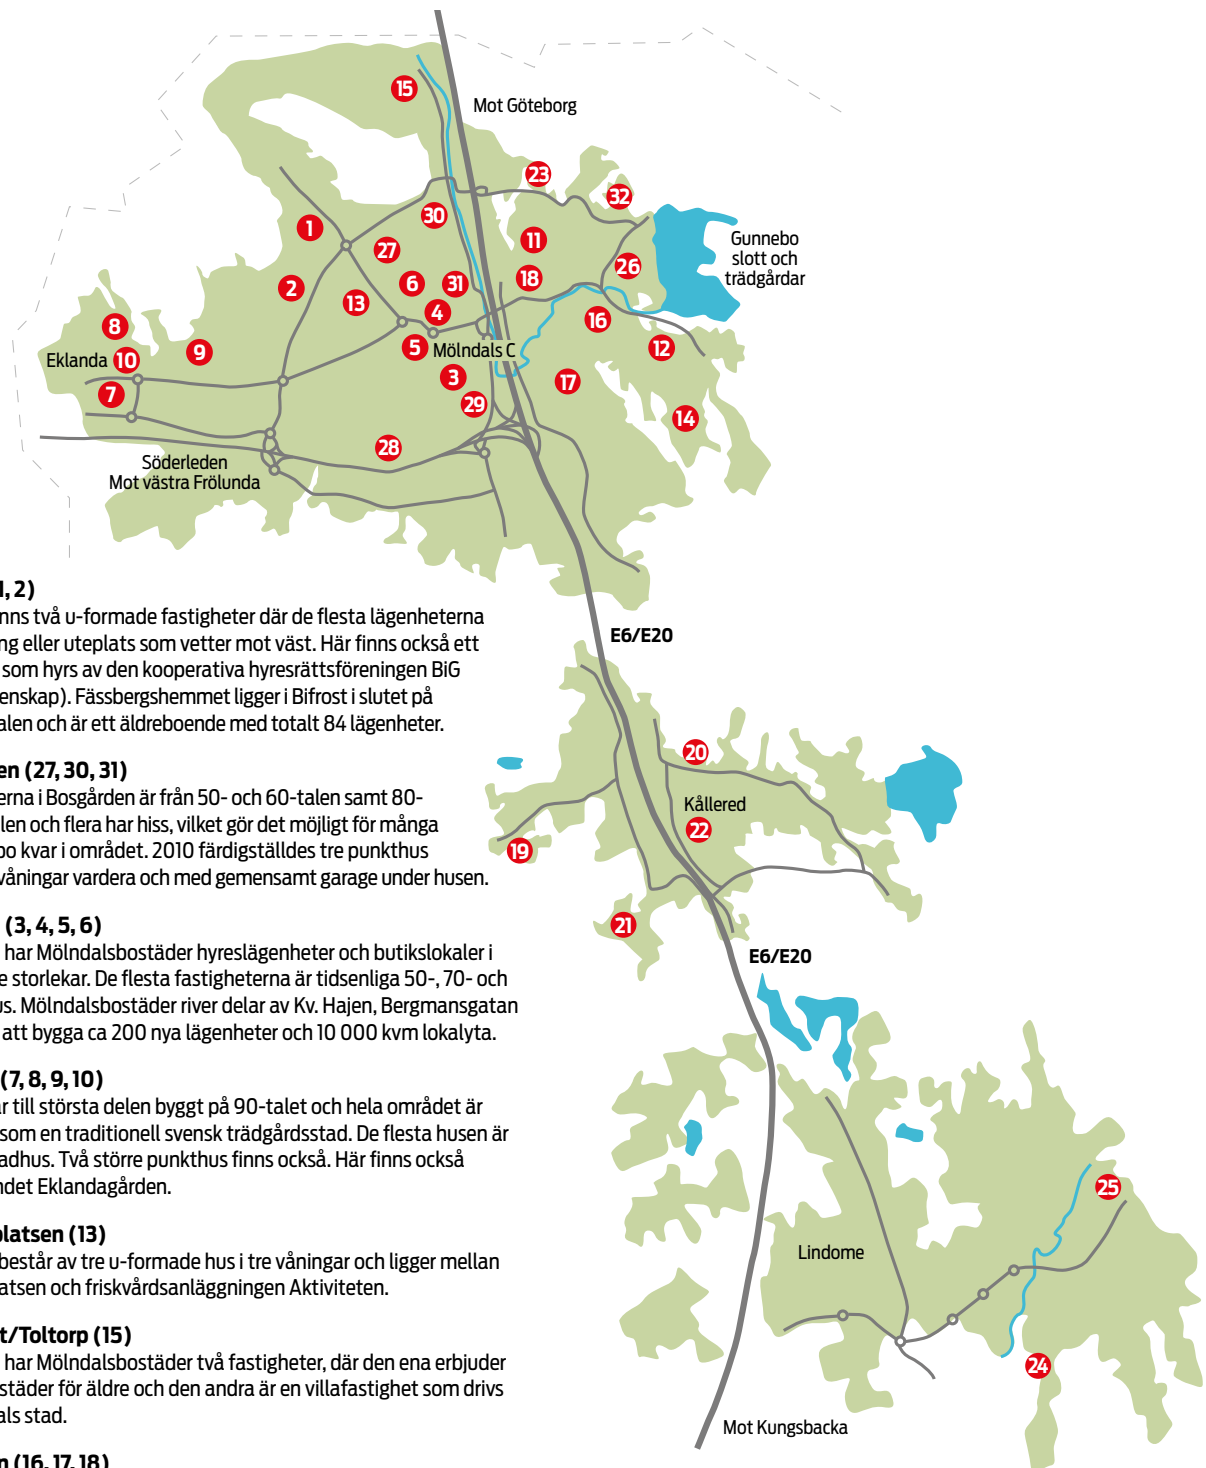 15
Mot Göteborg
23
32
30
1
11
Gunnebo
slott och
trädgårdar
27
26
18
6
31
2
13
4
16
8
5
Mölndals C
12
9
Eklanda
10
3
17
7
29
14
28
Söderleden
Mot västra Frölunda
1, 2)
nns två u-formade fastigheter där de flesta lägenheterna
ng eller uteplats som vetter mot väst. Här finns också ett
som hyrs av den kooperativa hyresrättsföreningen BiG
enskap). Fässbergshemmet ligger i Bifrost i slutet på
alen och är ett äldreboende med totalt 84 lägenheter.
E6/E20
en (27, 30, 31)
erna i Bosgården är från 50- och 60-talen samt 80-
len och flera har hiss, vilket gör det möjligt för många
bo kvar i området. 2010 färdigställdes tre punkthus
våningar vardera och med gemensamt garage under husen.
20
Kållered
22
19
21
(3, 4, 5, 6)
har Mölndalsbostäder hyreslägenheter och butikslokaler i
e storlekar. De flesta fastigheterna är tidsenliga 50-, 70- och
us. Mölndalsbostäder river delar av Kv. Hajen, Bergmansgatan
att bygga ca 200 nya lägenheter och 10 000 kvm lokalyta.
E6/E20
(7, 8, 9, 10)
är till största delen byggt på 90-talet och hela området är
som en traditionell svensk trädgårdsstad. De flesta husen är
adhus. Två större punkthus finns också. Här finns också
ndet Eklandagården.
25
platsen (13)
består av tre u-formade hus i tre våningar och ligger mellan
atsen och friskvårdsanläggningen Aktiviteten.
Lindome
t/Toltorp (15)
har Mölndalsbostäder två fastigheter, där den ena erbjuder
städer för äldre och den andra är en villafastighet som drivs
als stad.
24
Mot Kungsbacka
n (16, 17, 18)